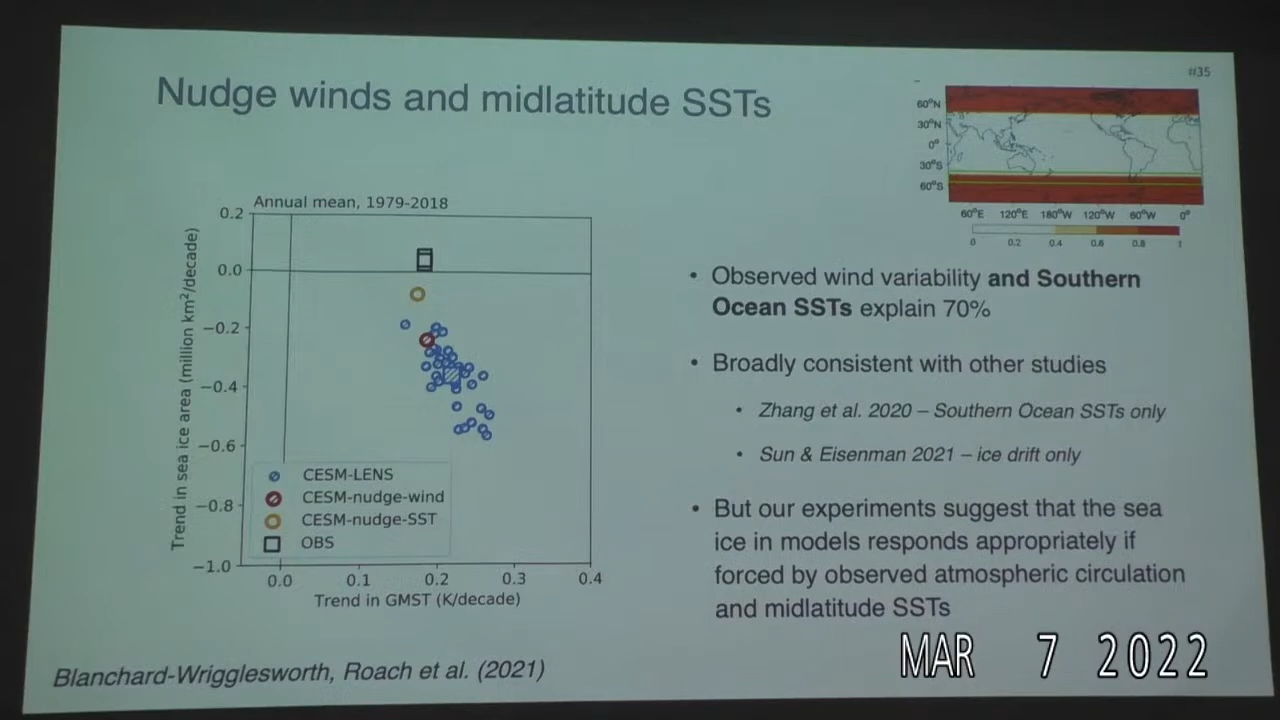 #35
Nudge winds and midlatitude SSTs
60°N
30°N
0°
30°S
60°S
60°E 120°E 180°W 120°W 60°W 0°
0 0.2 0.4 0.6 0.8 1
Annual mean, 1979-2018
0.2
0.0
−0.2
−0.4
−0.6
−0.8
−1.0
Trend in sea ice area (million km²/decade)
CESM-LENS
CESM-nudge-wind
CESM-nudge-SST
OBS
0.0 0.1 0.2 0.3 0.4
Trend in GMST (K/decade)
• Observed wind variability and Southern
Ocean SSTs explain 70%
• Broadly consistent with other studies
• Zhang et al. 2020 – Southern Ocean SSTs only
• Sun & Eisenman 2021 – ice drift only
• But our experiments suggest that the sea
ice in models responds appropriately if
forced by observed atmospheric circulation
and midlatitude SSTs
Blanchard-Wrigglesworth, Roach et al. (2021)
MAR 7 2022